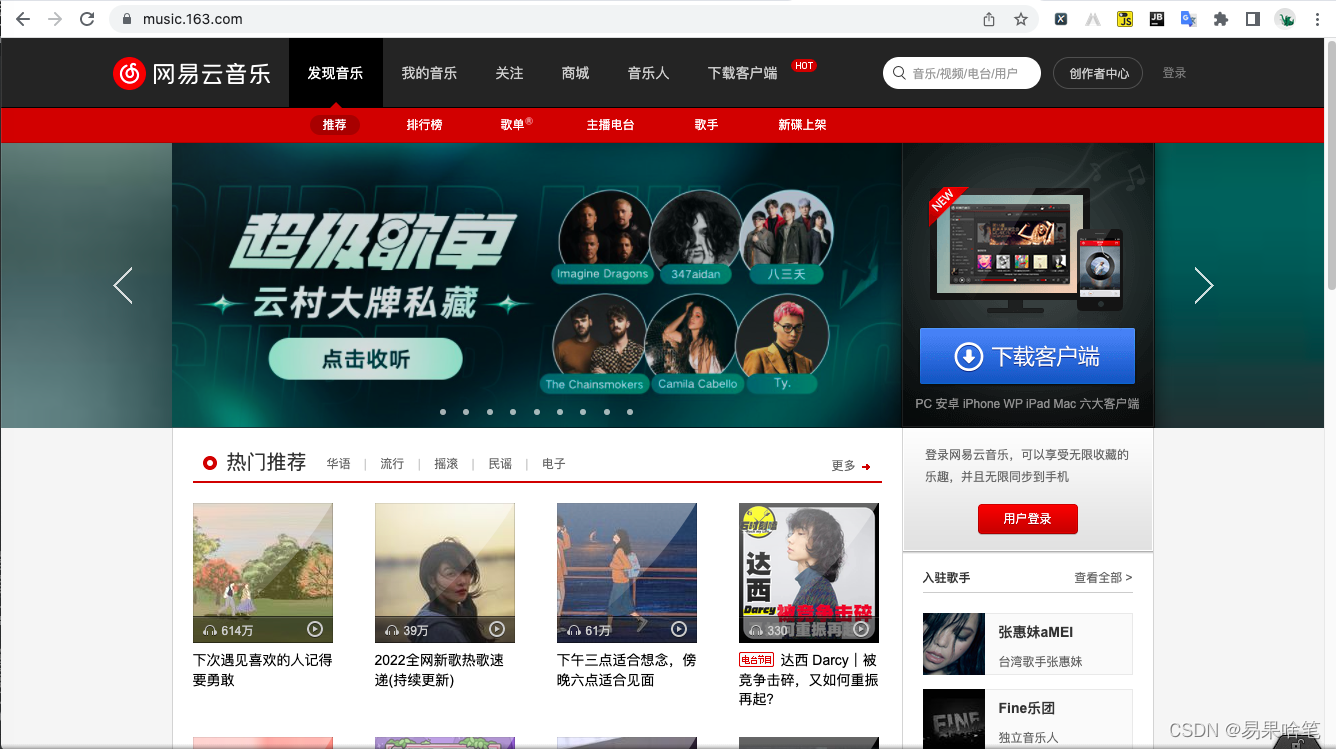 music.163.com
网易云音乐
发现音乐
我的音乐
关注
商城
音乐人
下载客户端
HOT
音乐/视频/电台/用户
创作者中心
登录
推荐
排行榜
歌单®
主播电台
歌手
新碟上架
超级歌单
云村大牌私藏
点击收听
Imagine Dragons
347aidan
八三夭
The Chainsmokers
Camila Cabello
Ty.
NEW
下载客户端
PC 安卓 iPhone WP iPad Mac 六大客户端
热门推荐
华语 | 流行 | 摇滚 | 民谣 | 电子
更多
登录网易云音乐，可以享受无限收藏的
乐趣，并且无限同步到手机
用户登录
614万
39万
61万
达西
Darcy
被竞争击碎
又如何重振再起
330
下次遇见喜欢的人记得
要勇敢
2022全网新歌热歌速
递(持续更新)
下午三点适合想念，傍
晚六点适合见面
电台节目 达西 Darcy｜被
竞争击碎，又如何重振
再起?
入驻歌手
查看全部 >
张惠妹aMEI
台湾歌手张惠妹
FINE
Fine乐团
独立音乐人
CSDN @易果啥笔